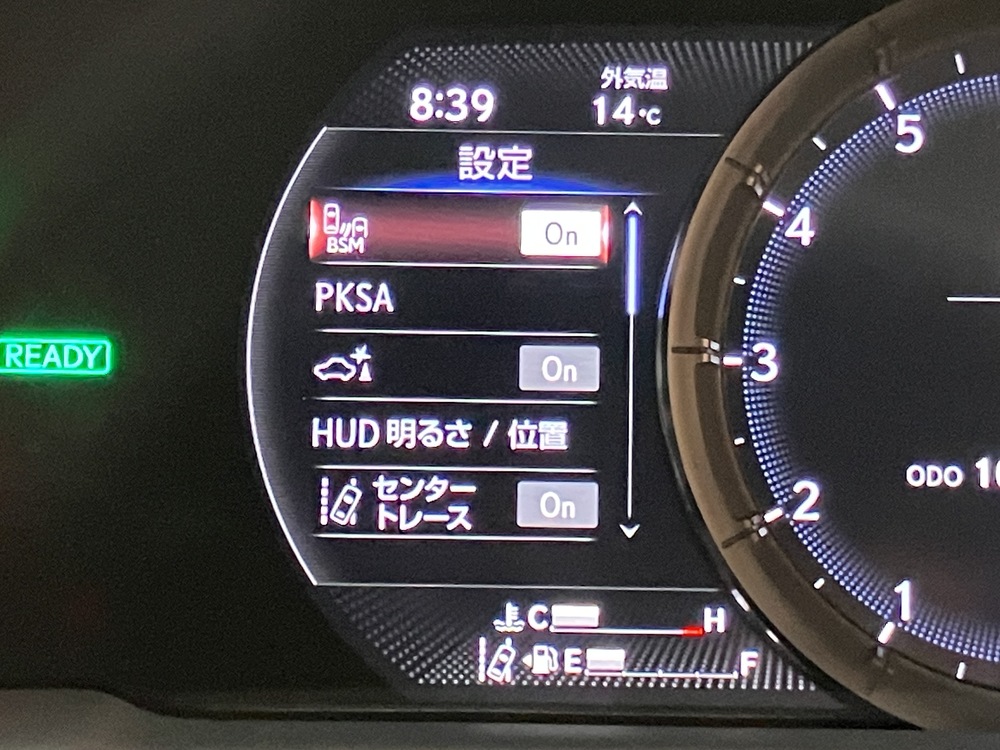 8:39
外気温
14°C
設定
BSM On
PKSA
On
HUD 明るさ / 位置
センター
トレース On
READY
C H
E F
5
4
3
2
1
ODO